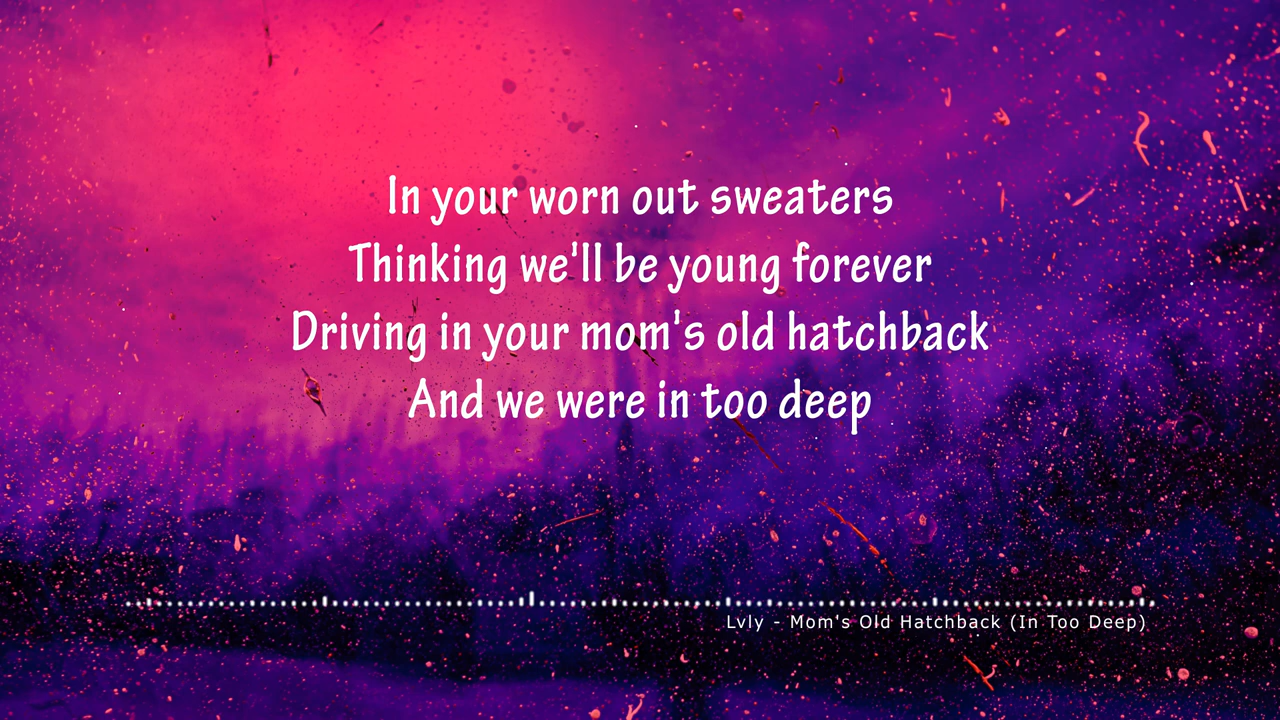 In your worn out sweaters
Thinking we'll be young forever
Driving in your mom's old hatchback
And we were in too deep
Lvly - Mom's Old Hatchback (In Too Deep)